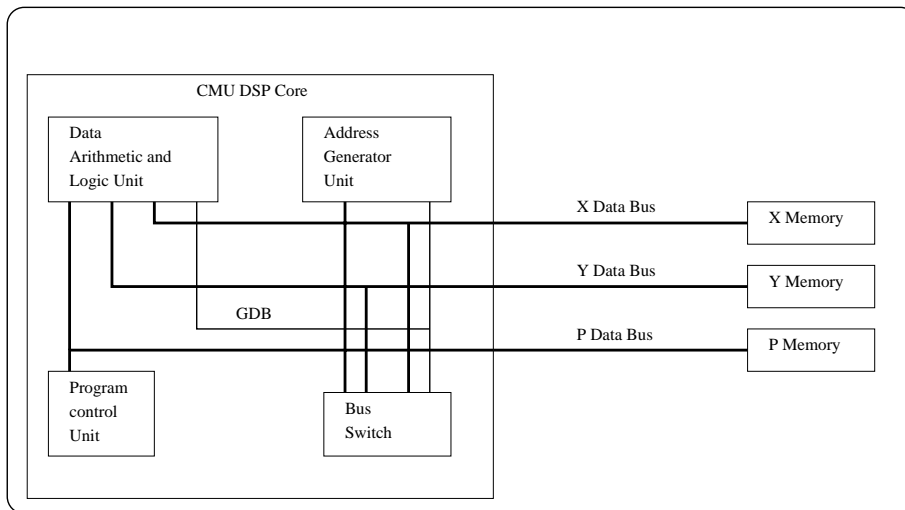 CMU DSP Core
Data
Arithmetic and
Logic Unit
Address
Generator
Unit
X Data Bus
X Memory
Y Data Bus
Y Memory
GDB
P Data Bus
P Memory
Program
control
Unit
Bus
Switch